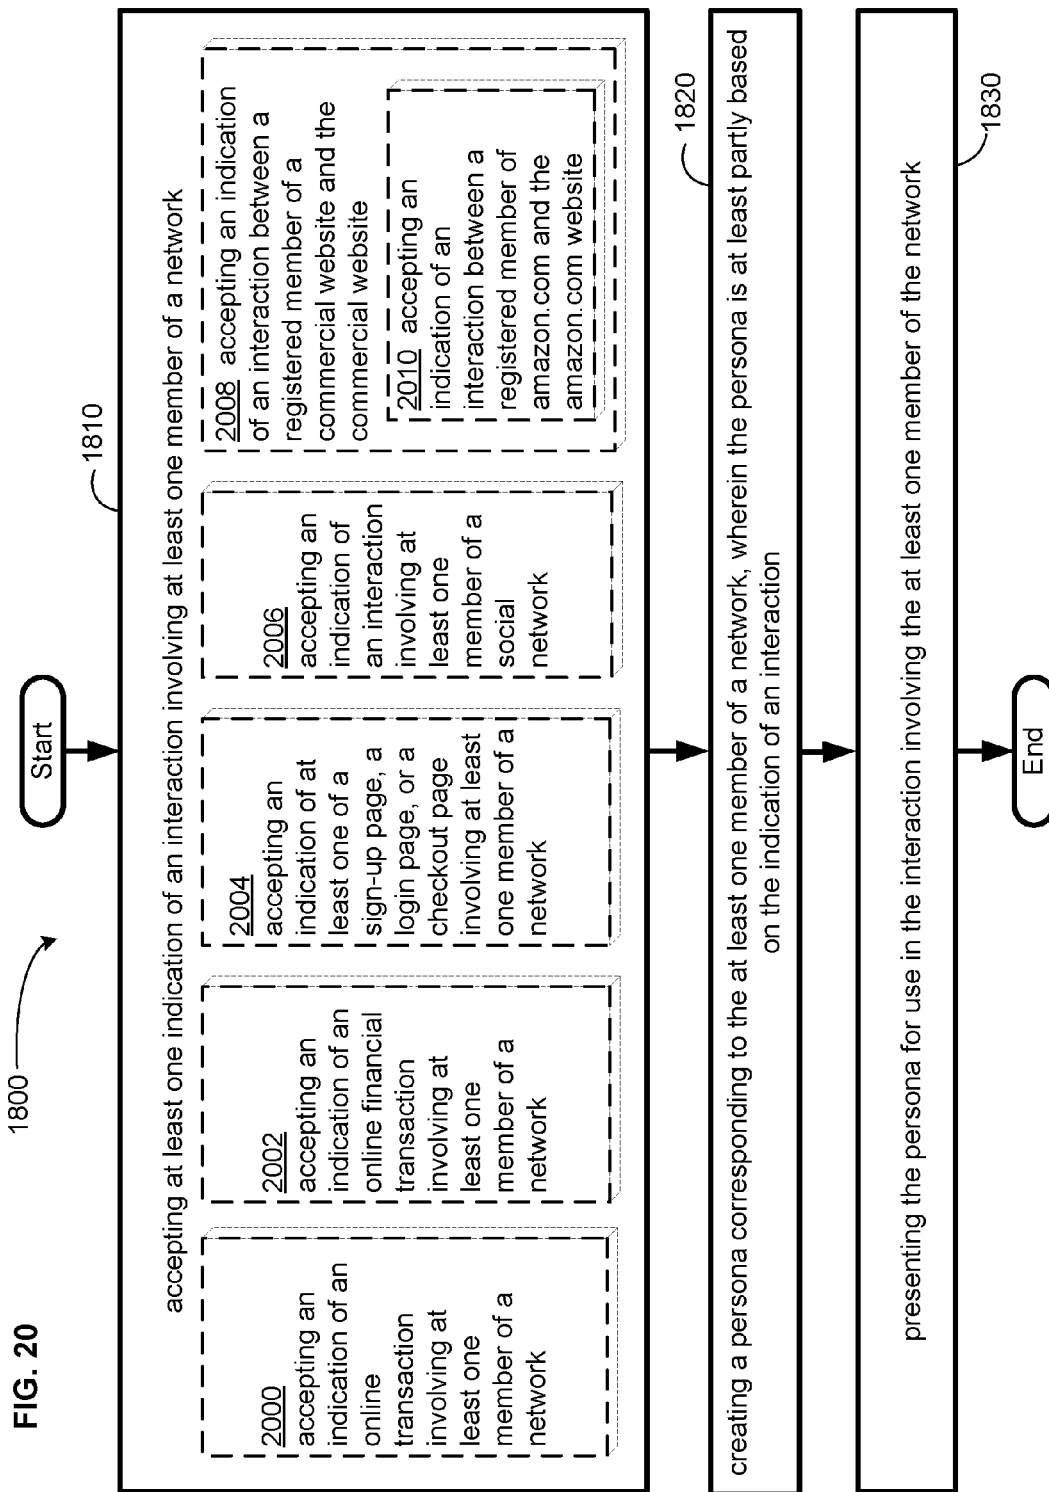 FIG. 20
1800
Start
1810
accepting at least one indication of an interaction involving at least one member of a network
2000
accepting an
indication of an
online
transaction
involving at
least one
member of a
network
2002
accepting an
indication of an
online financial
transaction
involving at
least one
member of a
network
2004
accepting an
indication of at
least one of a
sign-up page, a
login page, or a
checkout page
involving at least
one member of a
network
2006
accepting an
indication of
an interaction
involving at
least one
member of a
social
network
2008 accepting an indication
of an interaction between a
registered member of a
commercial website and the
commercial website
2010 accepting an
indication of an
interaction between a
registered member of
amazon.com and the
amazon.com website
1820
creating a persona corresponding to the at least one member of a network, wherein the persona is at least partly based
on the indication of an interaction
1830
presenting the persona for use in the interaction involving the at least one member of the network
End